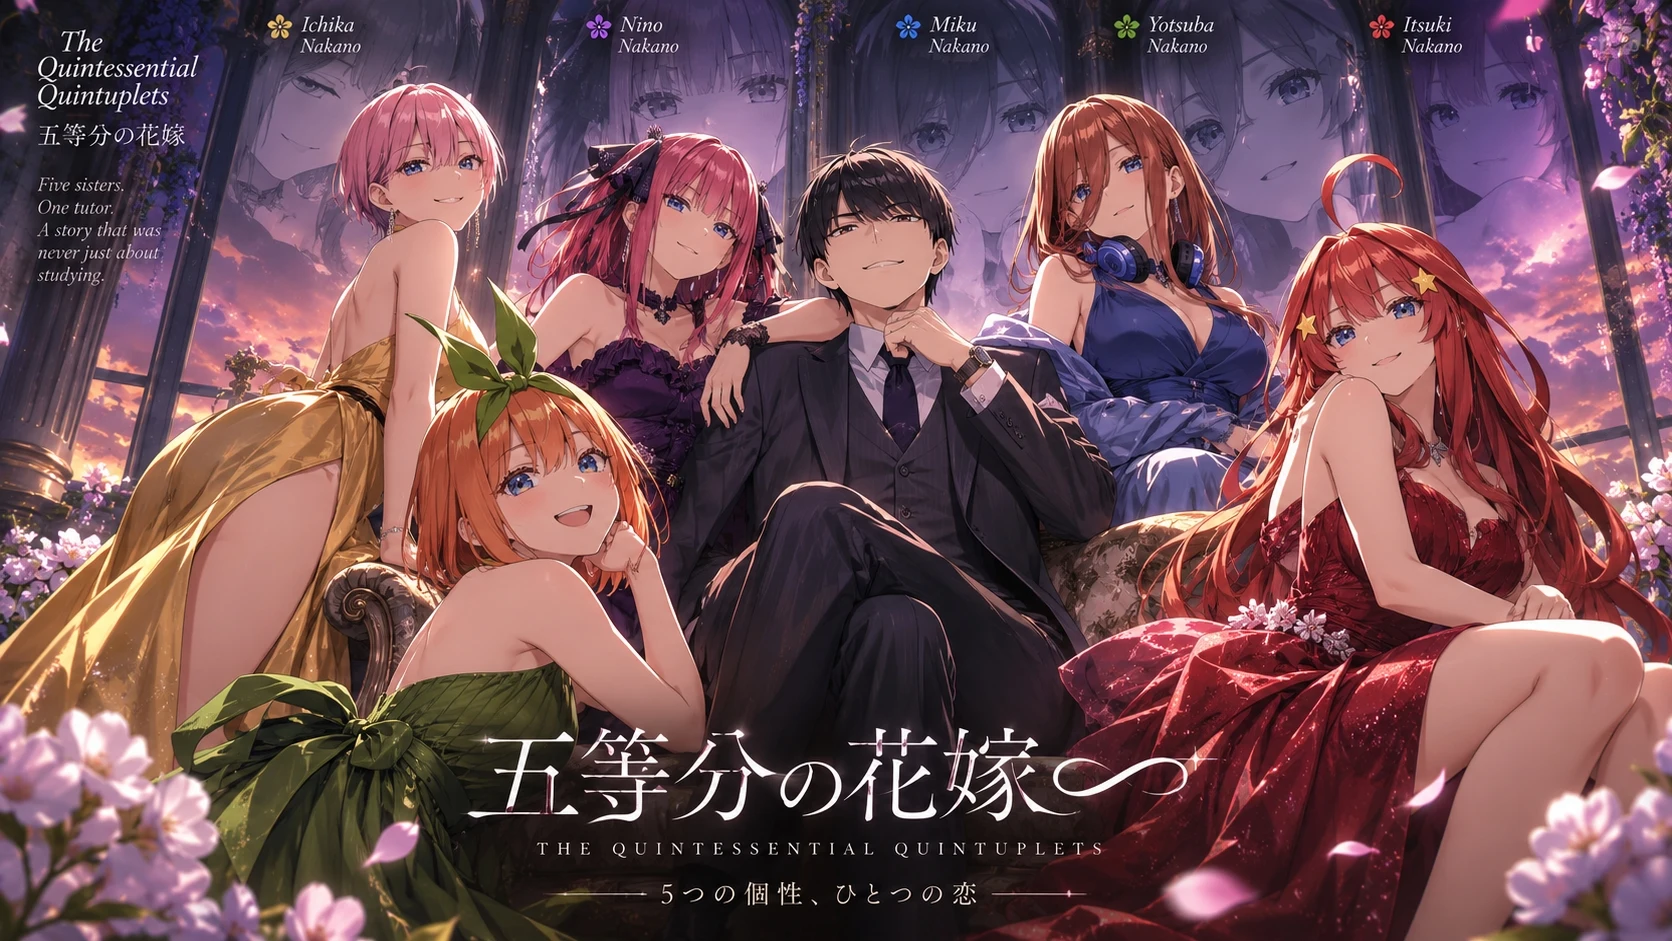 The
Quintessential
Quintuplets
五等分の花嫁
Five sisters.
One tutor.
A story that was
never just about
studying.
Ichika
Nakano
Nino
Nakano
Miku
Nakano
Yotsuba
Nakano
Itsuki
Nakano
五等分の花嫁
THE QUINTESSENTIAL QUINTUPLETS
5つの個性、ひとつの恋